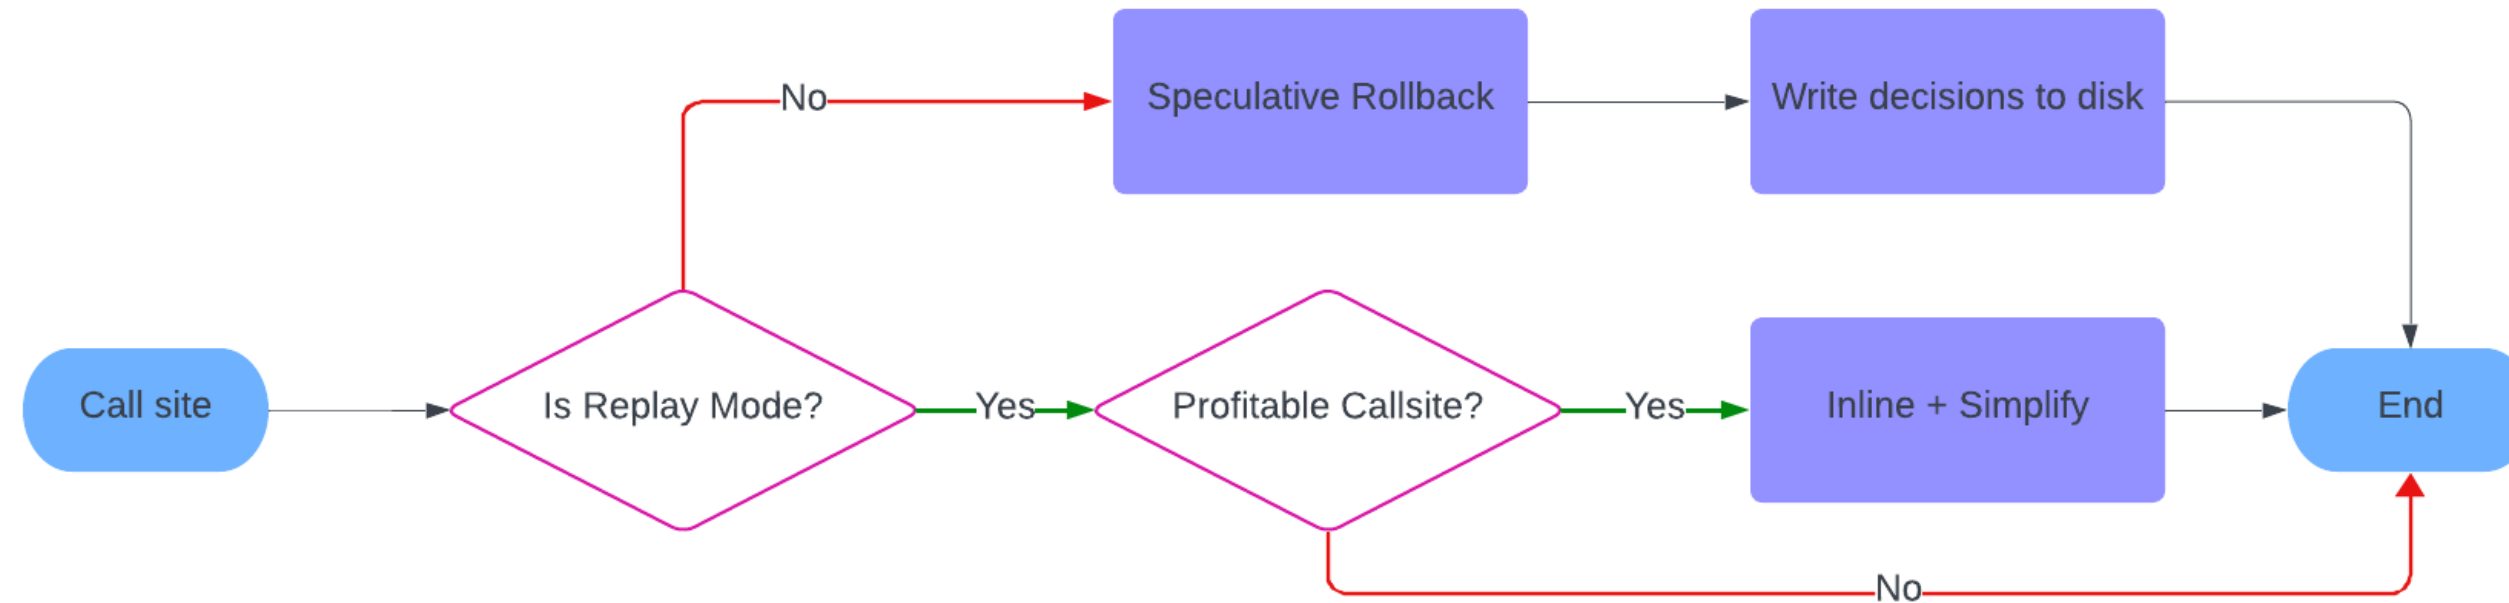 No
Speculative Rollback
Write decisions to disk
Call site
Is Replay Mode?
Yes
Profitable Callsite?
Yes
Inline + Simplify
End
No